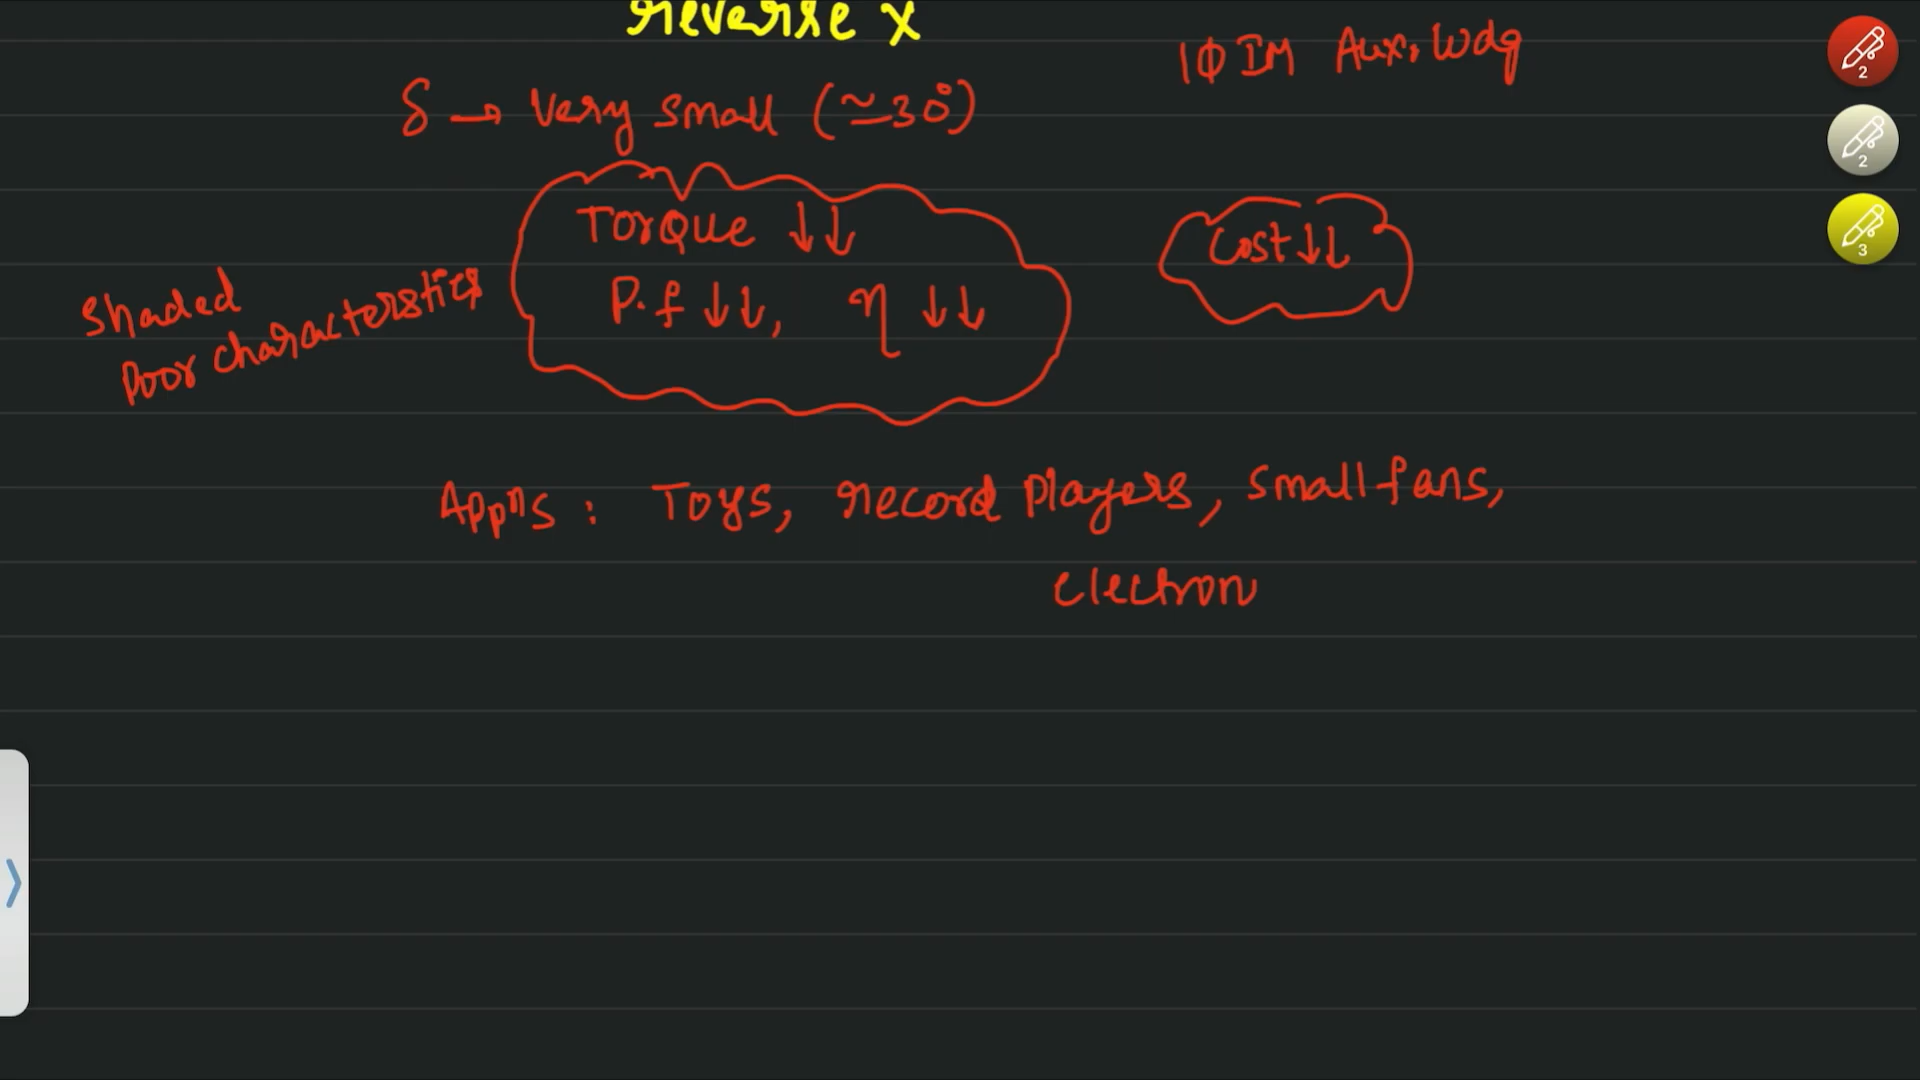 reverse x
1Φ IM Aux. Wdg
δ → Very small (≃30°)
Torque ↓↓
Cost ↓↓
P.f ↓↓, η ↓↓
Shaded
Poor characterstics
Appⁿs : Toys, record players, small fans,
electron
2
2
3